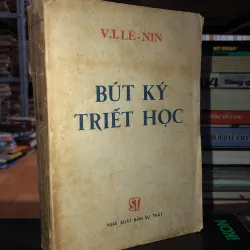 V.I. LÊ-NIN
BÚT KÝ
TRIẾT HỌC
ST
NHÀ XUẤT BẢN SỰ THẬT